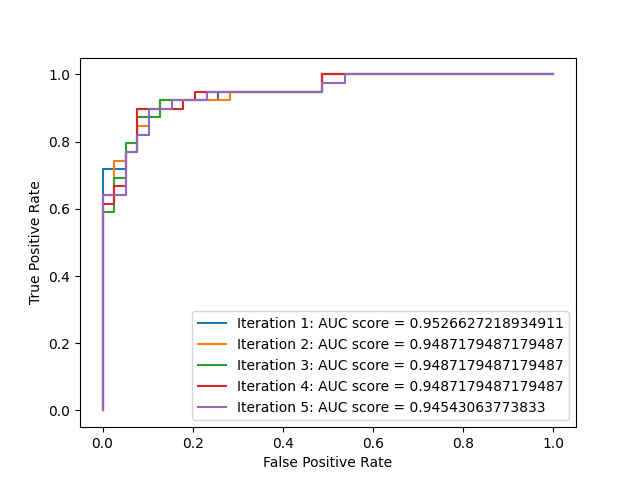 1.0
0.8
0.6
0.4
0.2
0.0
True Positive Rate
Iteration 1: AUC score = 0.9526627218934911
Iteration 2: AUC score = 0.9487179487179487
Iteration 3: AUC score = 0.9487179487179487
Iteration 4: AUC score = 0.9487179487179487
Iteration 5: AUC score = 0.94543063773833
0.0 0.2 0.4 0.6 0.8 1.0
False Positive Rate